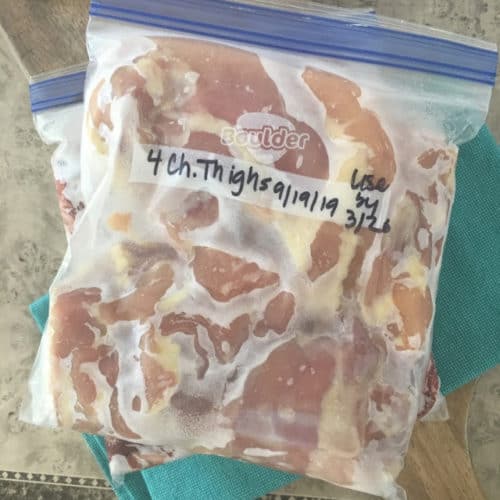 Boulder
4 Ch. Thighs 9/19/19
Use
by
3/20